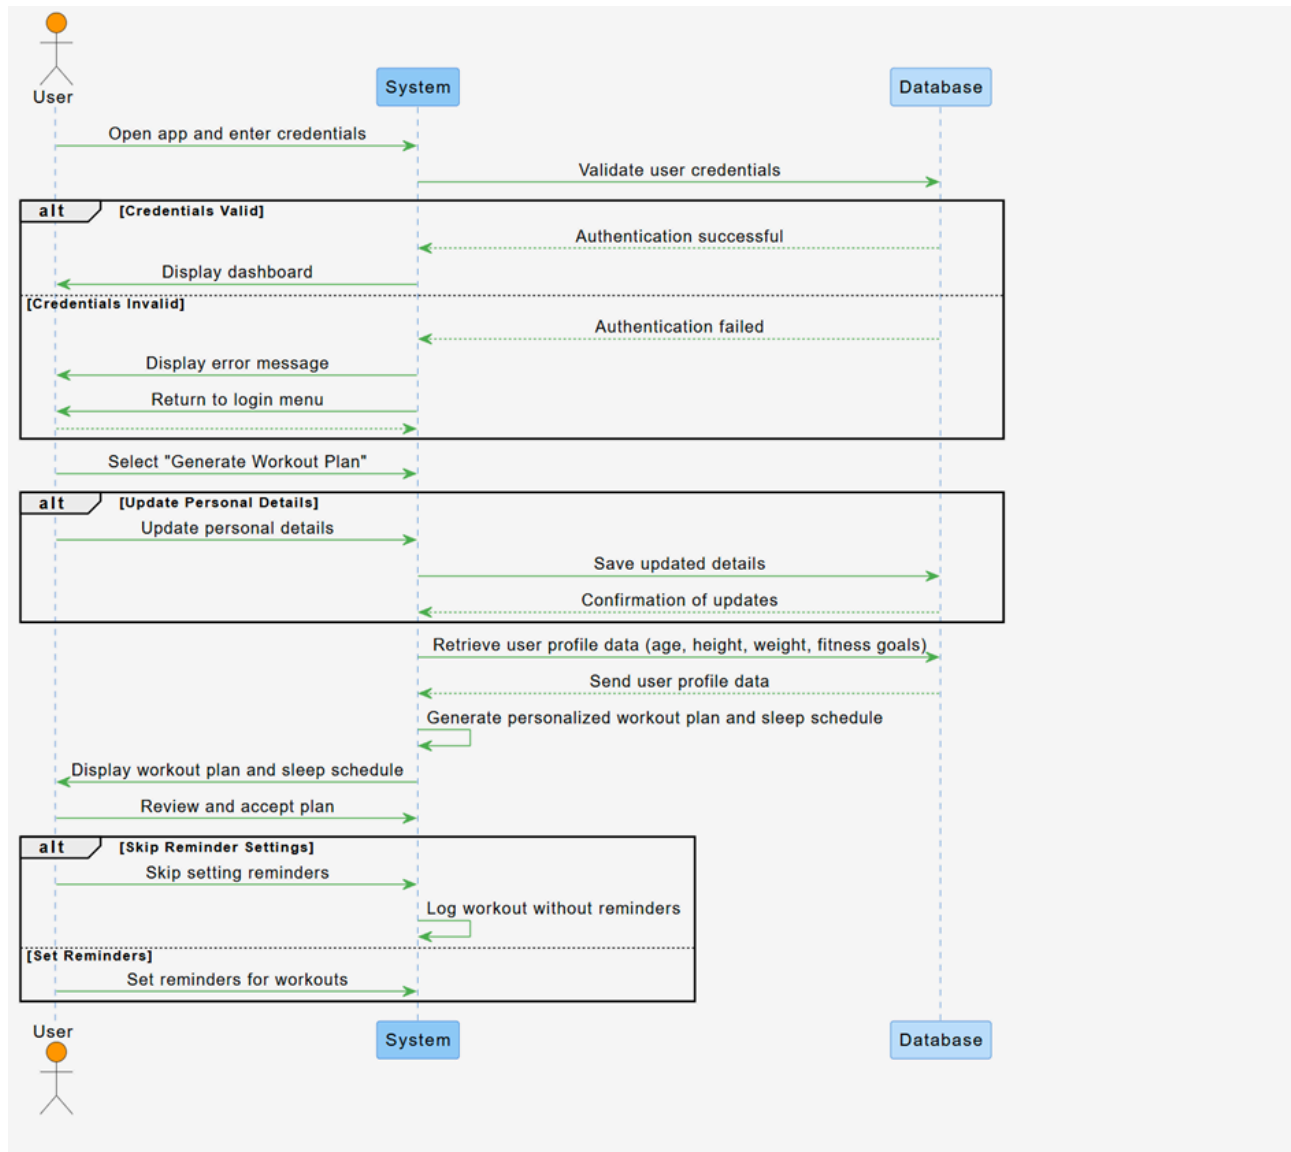 User
System
Database
Open app and enter credentials
Validate user credentials
alt [Credentials Valid]
Authentication successful
Display dashboard
[Credentials Invalid]
Authentication failed
Display error message
Return to login menu
Select "Generate Workout Plan"
alt [Update Personal Details]
Update personal details
Save updated details
Confirmation of updates
Retrieve user profile data (age, height, weight, fitness goals)
Send user profile data
Generate personalized workout plan and sleep schedule
Display workout plan and sleep schedule
Review and accept plan
alt [Skip Reminder Settings]
Skip setting reminders
Log workout without reminders
[Set Reminders]
Set reminders for workouts
User
System
Database